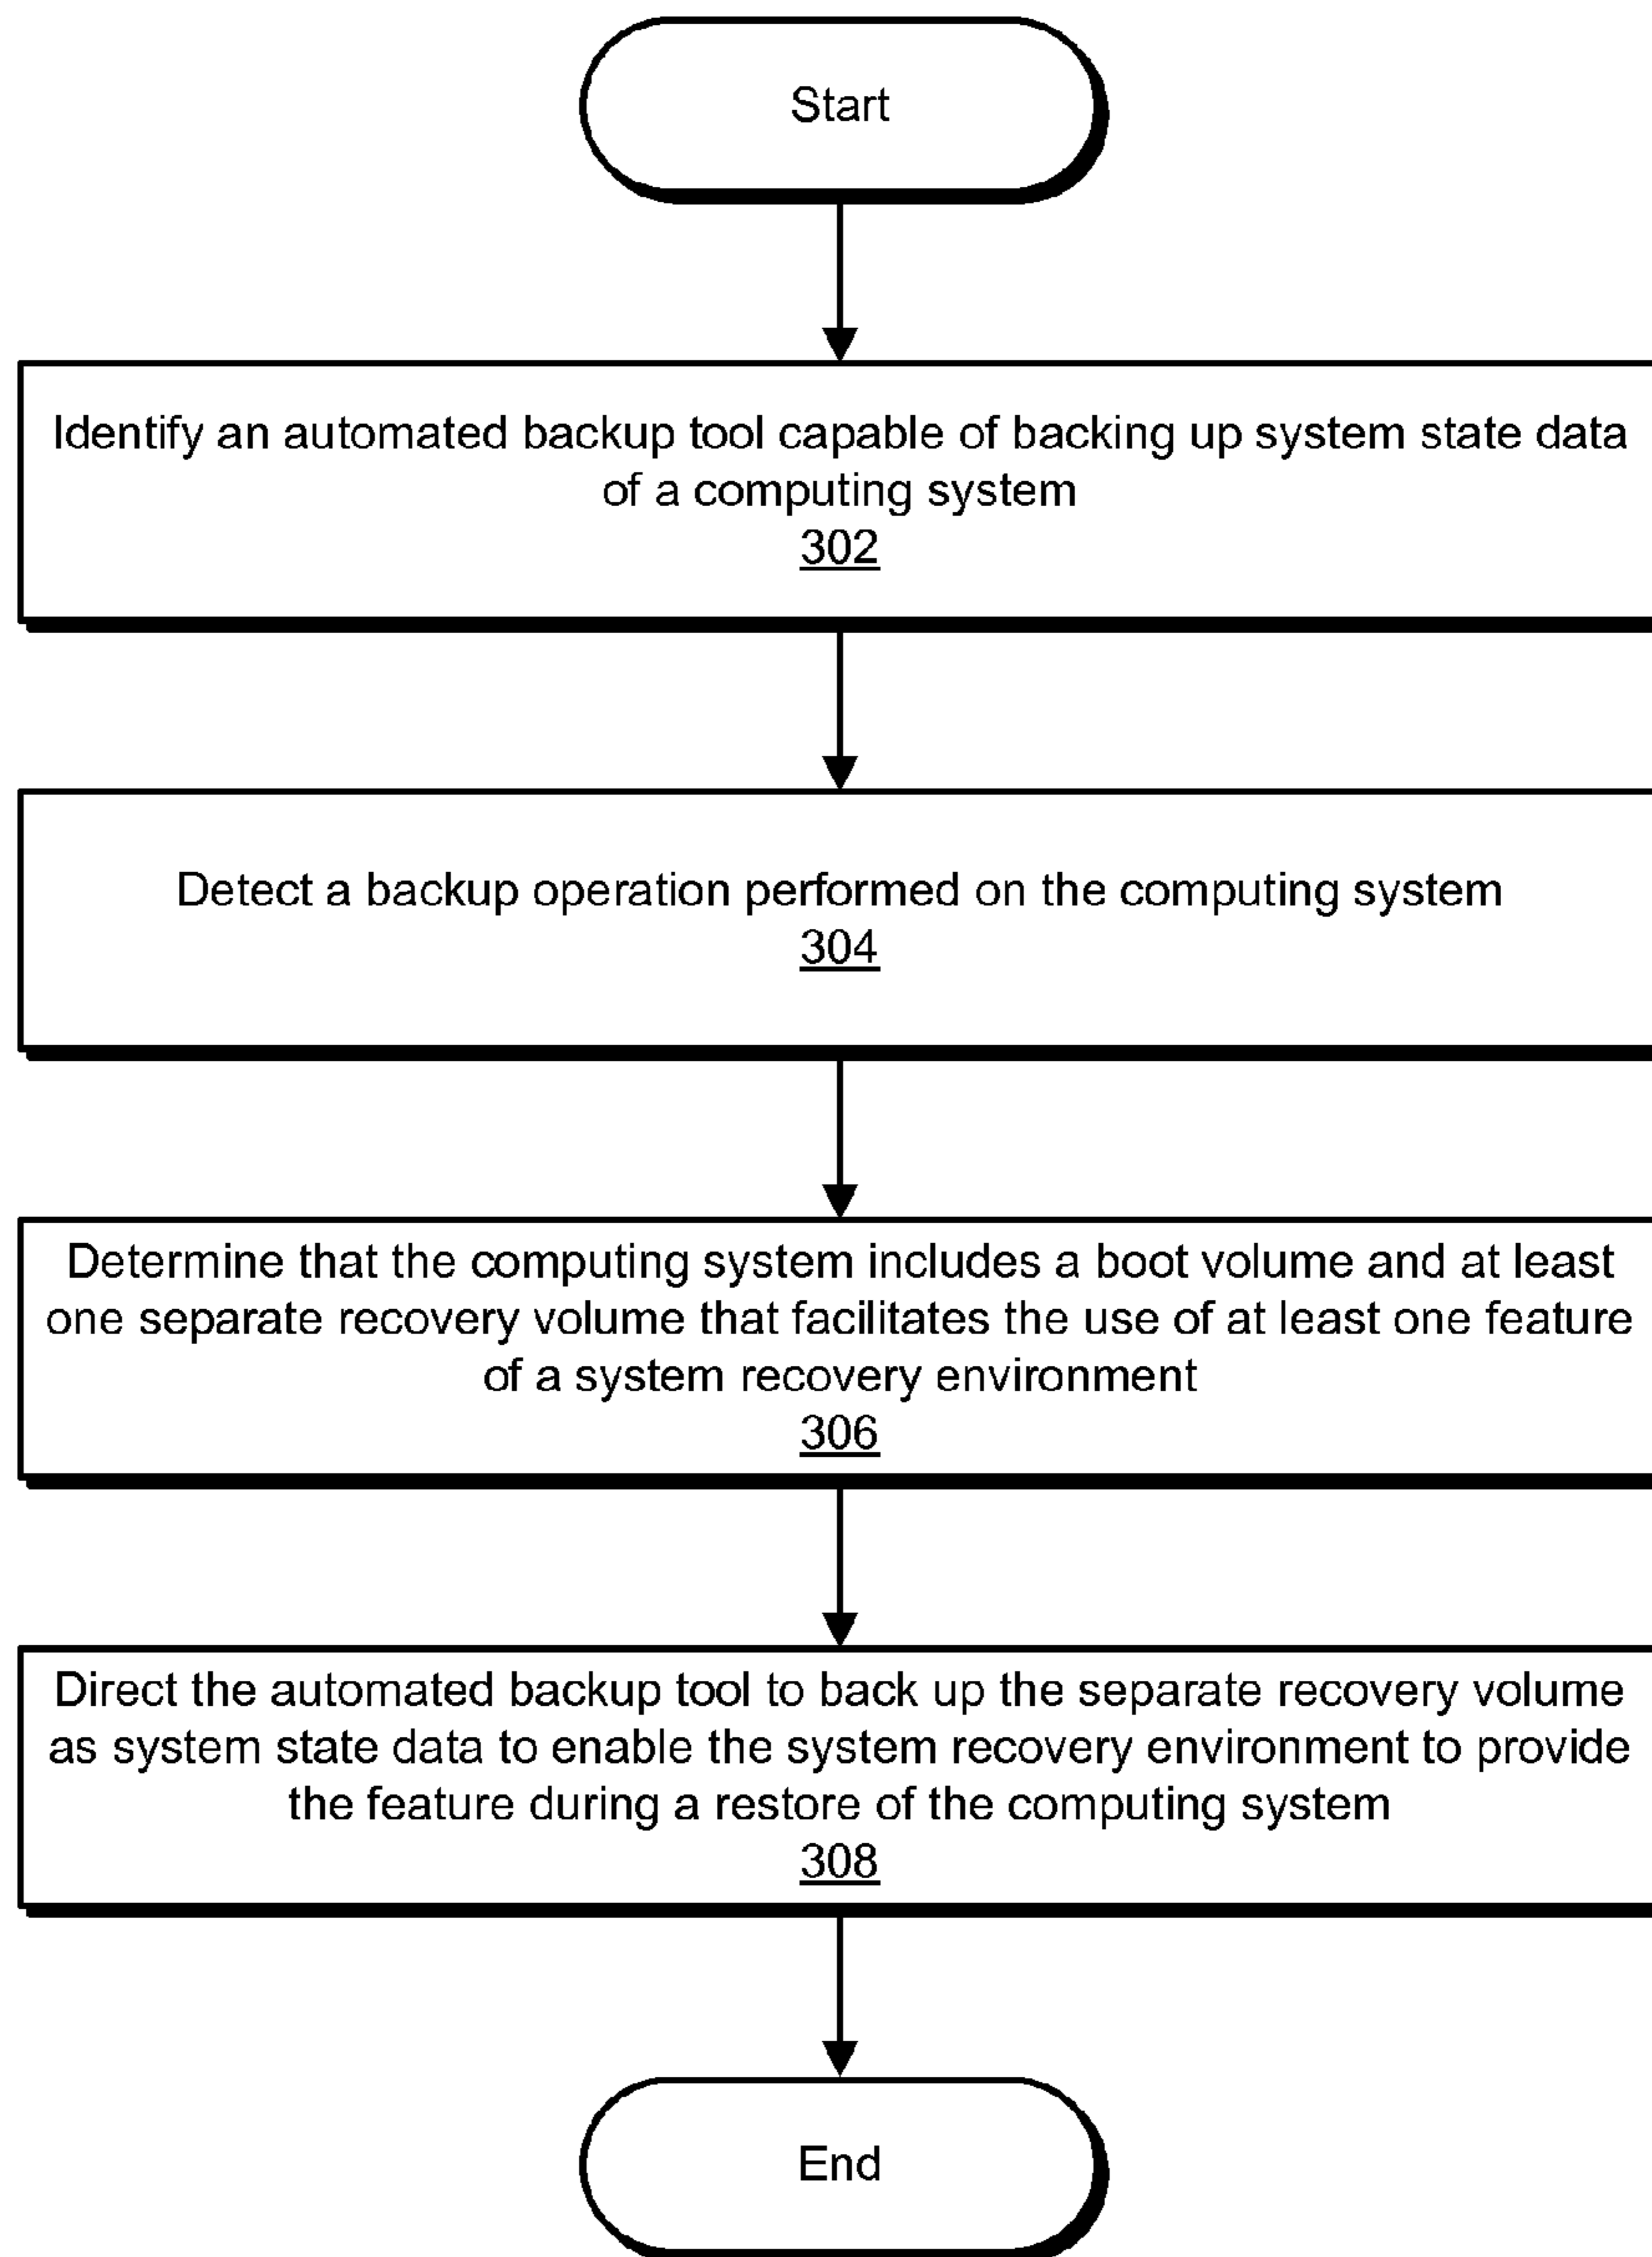 Start
Identify an automated backup tool capable of backing up system state data
of a computing system
302
Detect a backup operation performed on the computing system
304
Determine that the computing system includes a boot volume and at least
one separate recovery volume that facilitates the use of at least one feature
of a system recovery environment
306
Direct the automated backup tool to back up the separate recovery volume
as system state data to enable the system recovery environment to provide
the feature during a restore of the computing system
308
End